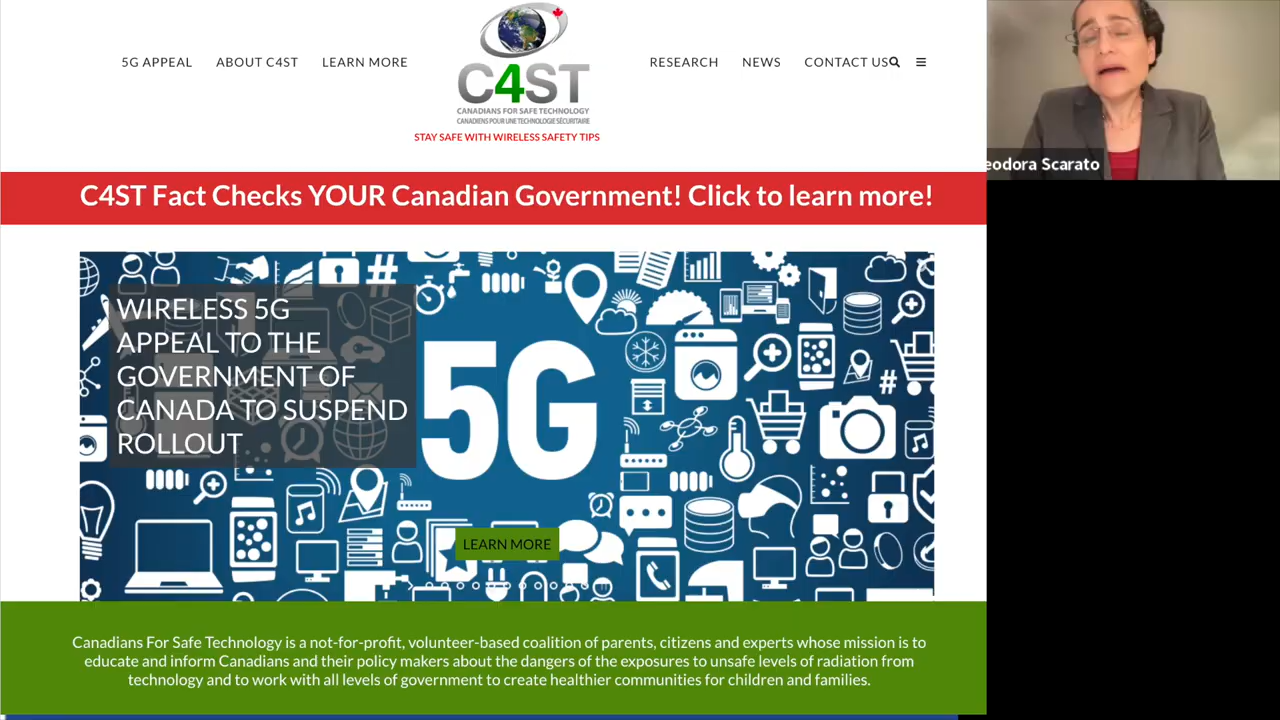 5G APPEAL ABOUT C4ST LEARN MORE
C4ST
CANADIANS FOR SAFE TECHNOLOGY
CANADIENS POUR UNE TECHNOLOGIE SÉCURITAIRE
STAY SAFE WITH WIRELESS SAFETY TIPS
RESEARCH NEWS CONTACT US
eodora Scarato
C4ST Fact Checks YOUR Canadian Government! Click to learn more!
WIRELESS 5G
APPEAL TO THE
GOVERNMENT OF
CANADA TO SUSPEND
ROLLOUT
5G
LEARN MORE
Canadians For Safe Technology is a not-for-profit, volunteer-based coalition of parents, citizens and experts whose mission is to
educate and inform Canadians and their policy makers about the dangers of the exposures to unsafe levels of radiation from
technology and to work with all levels of government to create healthier communities for children and families.